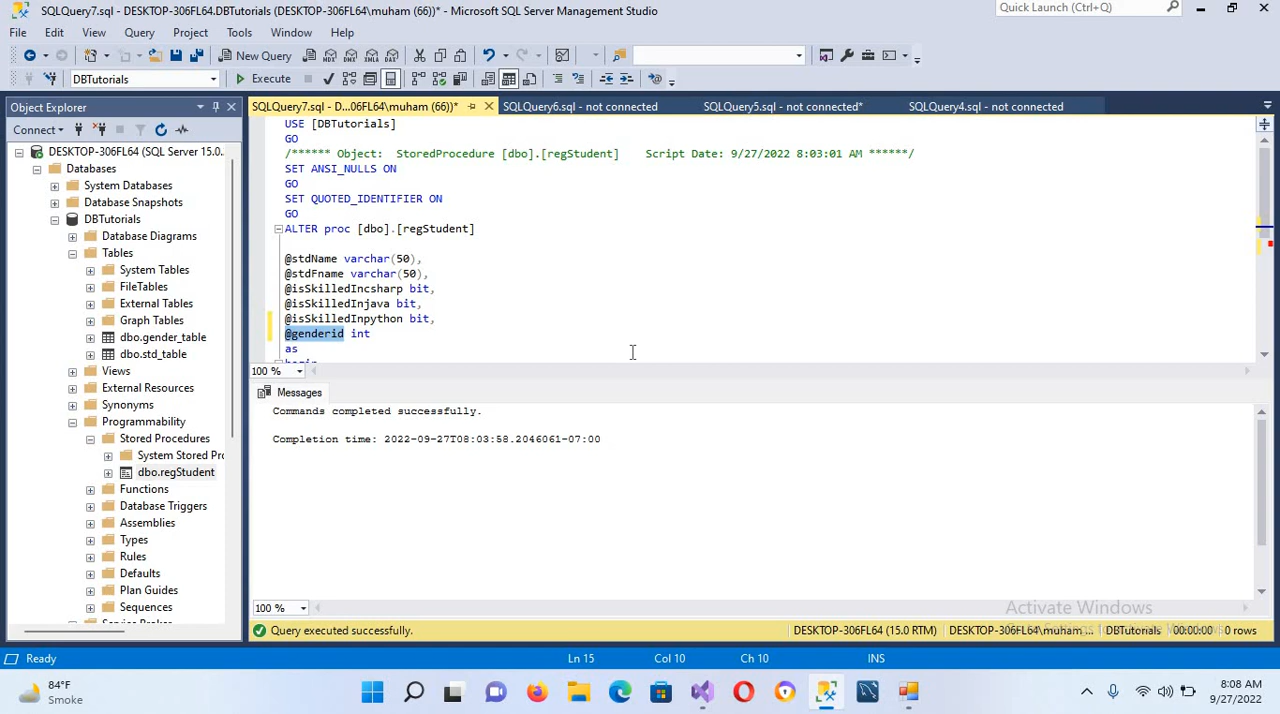 SQLQuery7.sql - DESKTOP-306FL64.DBTutorials (DESKTOP-306FL64\muham (66))* - Microsoft SQL Server Management Studio
Quick Launch (Ctrl+Q)
File Edit View Query Project Tools Window Help
New Query
DBTutorials
Execute
Object Explorer
Connect
DESKTOP-306FL64 (SQL Server 15.0.
Databases
System Databases
Database Snapshots
DBTutorials
Database Diagrams
Tables
System Tables
FileTables
External Tables
Graph Tables
dbo.gender_table
dbo.std_table
Views
External Resources
Synonyms
Programmability
Stored Procedures
System Stored Pr
dbo.regStudent
Functions
Database Triggers
Assemblies
Types
Rules
Defaults
Plan Guides
Sequences
SQLQuery7.sql - D...06FL64\muham (66))*
SQLQuery6.sql - not connected
SQLQuery5.sql - not connected*
SQLQuery4.sql - not connected
USE [DBTutorials]
GO
/****** Object:  StoredProcedure [dbo].[regStudent]    Script Date: 9/27/2022 8:03:01 AM ******/
SET ANSI_NULLS ON
GO
SET QUOTED_IDENTIFIER ON
GO
ALTER proc [dbo].[regStudent]
@stdName varchar(50),
@stdFname varchar(50),
@isSkilledIncsharp bit,
@isSkilledInjava bit,
@isSkilledInpython bit,
@genderid int
as
begin
100 %
Messages
Commands completed successfully.
Completion time: 2022-09-27T08:03:58.2046061-07:00
100 %
Activate Windows
Query executed successfully.
DESKTOP-306FL64 (15.0 RTM) DESKTOP-306FL64\muham ... DBTutorials 00:00:00 0 rows
Ready
Ln 15 Col 10 Ch 10 INS
84°F
Smoke
8:08 AM
9/27/2022